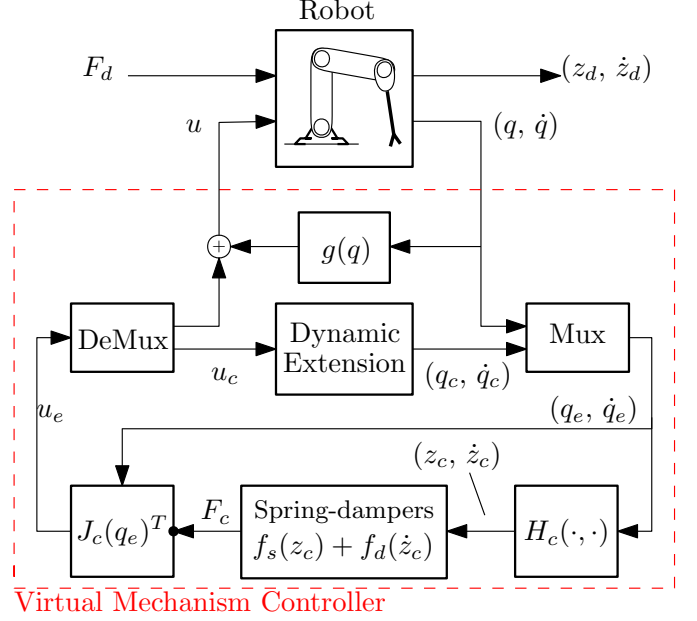 Robot
F_d
(z_d, ż_d)
u
(q, q̇)
+
g(q)
DeMux
Dynamic
Extension
Mux
u_c
(q_c, q̇_c)
u_e
(q_e, q̇_e)
(z_c, ż_c)
J_c(q_e)^T
F_c
Spring-dampers
f_s(z_c) + f_d(ż_c)
H_c(·,·)
Virtual Mechanism Controller